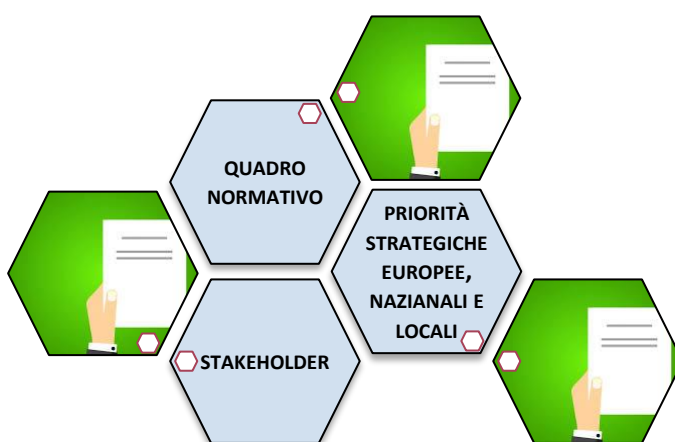 QUADRO
NORMATIVO
PRIORITÀ
STRATEGICHE
EUROPEE,
NAZIANALI E
LOCALI
STAKEHOLDER